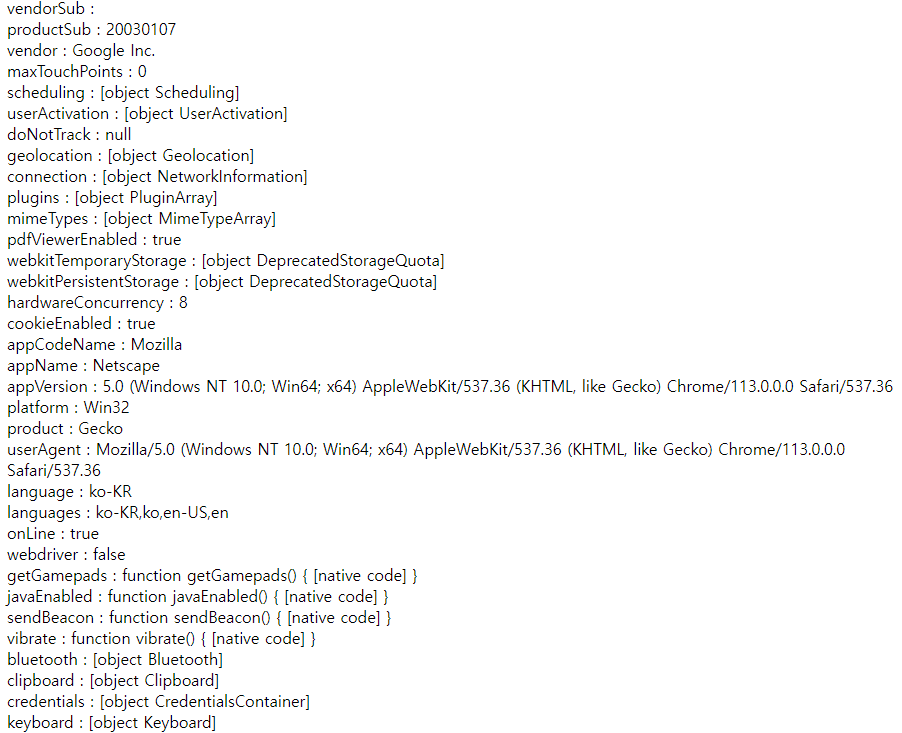 vendorSub :
productSub : 20030107
vendor : Google Inc.
maxTouchPoints : 0
scheduling : [object Scheduling]
userActivation : [object UserActivation]
doNotTrack : null
geolocation : [object Geolocation]
connection : [object NetworkInformation]
plugins : [object PluginArray]
mimeTypes : [object MimeTypeArray]
pdfViewerEnabled : true
webkitTemporaryStorage : [object DeprecatedStorageQuota]
webkitPersistentStorage : [object DeprecatedStorageQuota]
hardwareConcurrency : 8
cookieEnabled : true
appCodeName : Mozilla
appName : Netscape
appVersion : 5.0 (Windows NT 10.0; Win64; x64) AppleWebKit/537.36 (KHTML, like Gecko) Chrome/113.0.0.0 Safari/537.36
platform : Win32
product : Gecko
userAgent : Mozilla/5.0 (Windows NT 10.0; Win64; x64) AppleWebKit/537.36 (KHTML, like Gecko) Chrome/113.0.0.0
Safari/537.36
language : ko-KR
languages : ko-KR,ko,en-US,en
onLine : true
webdriver : false
getGamepads : function getGamepads() { [native code] }
javaEnabled : function javaEnabled() { [native code] }
sendBeacon : function sendBeacon() { [native code] }
vibrate : function vibrate() { [native code] }
bluetooth : [object Bluetooth]
clipboard : [object Clipboard]
credentials : [object CredentialsContainer]
keyboard : [object Keyboard]